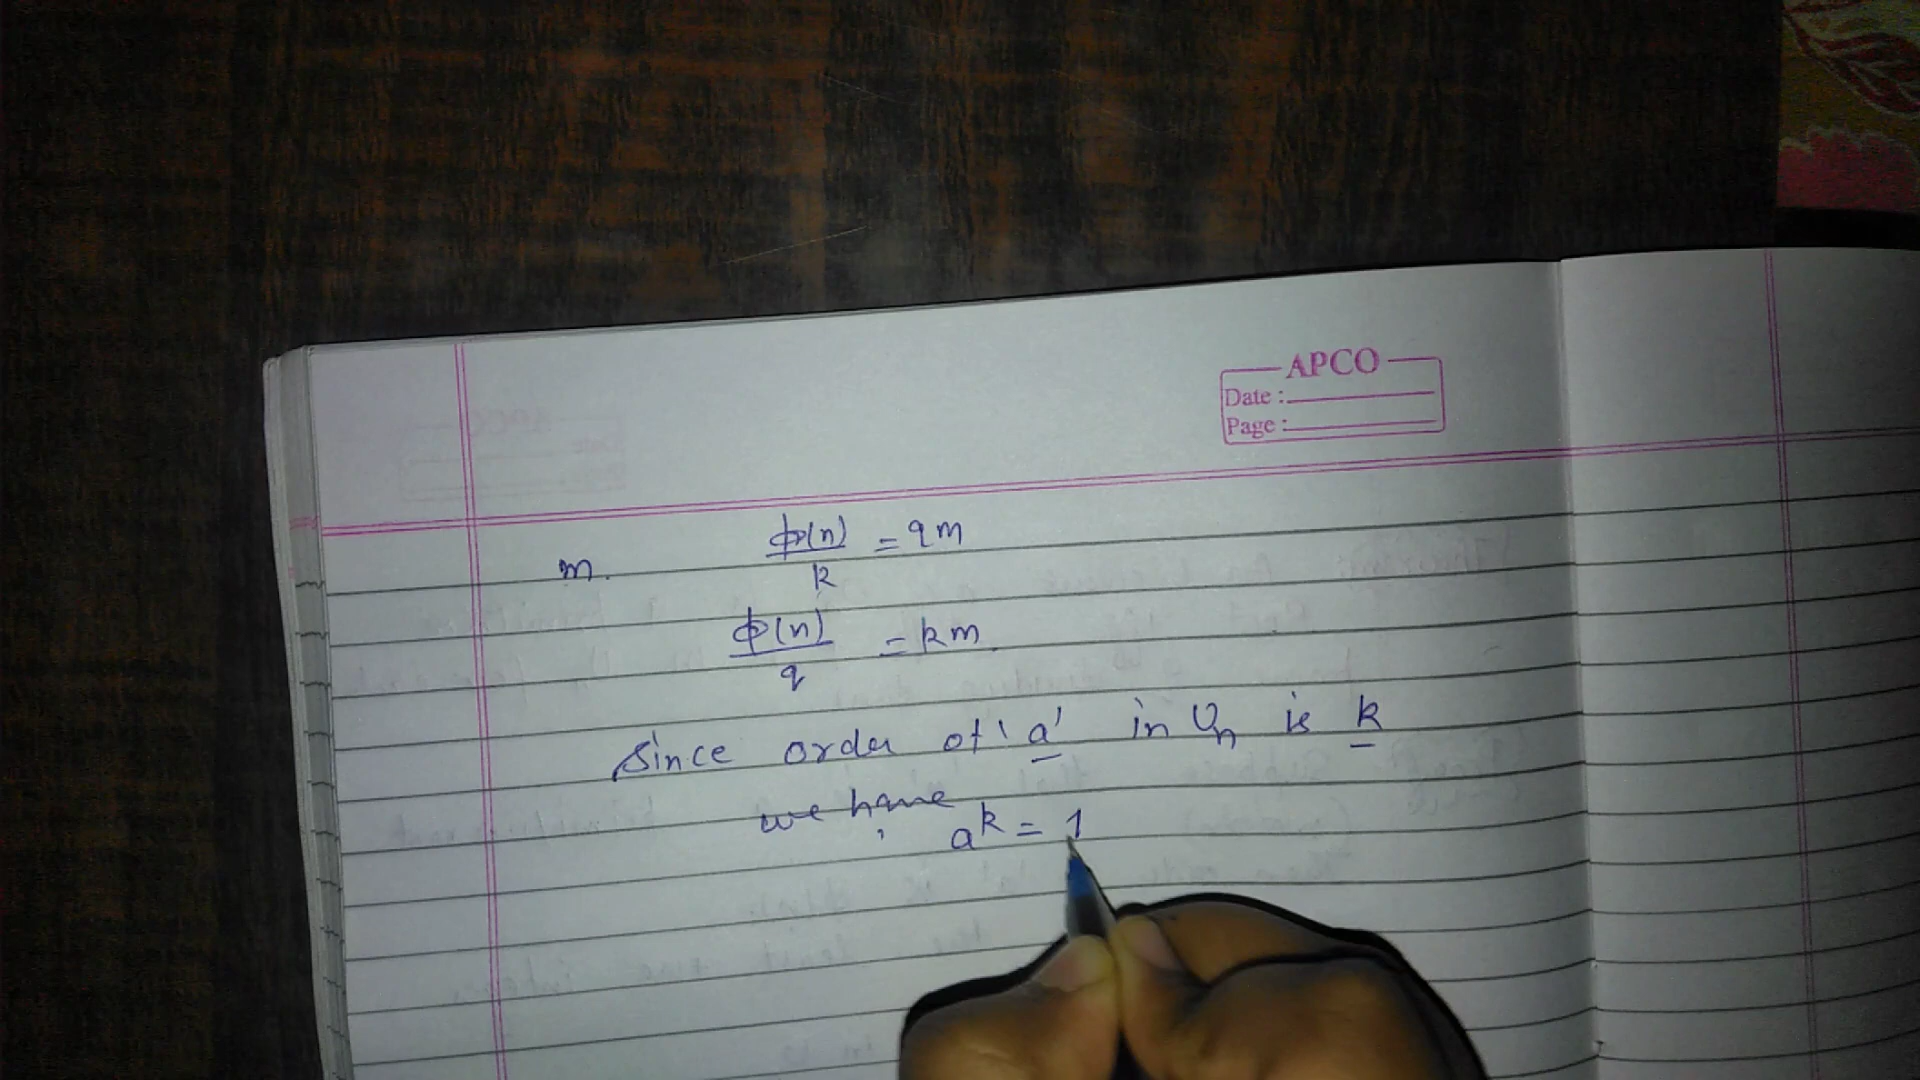 APCO
Date :
Page :
m. ϕ(n)/k = qm
ϕ(n)/q = km.
Since order of 'a' in Un is k
we have
a^k = 1